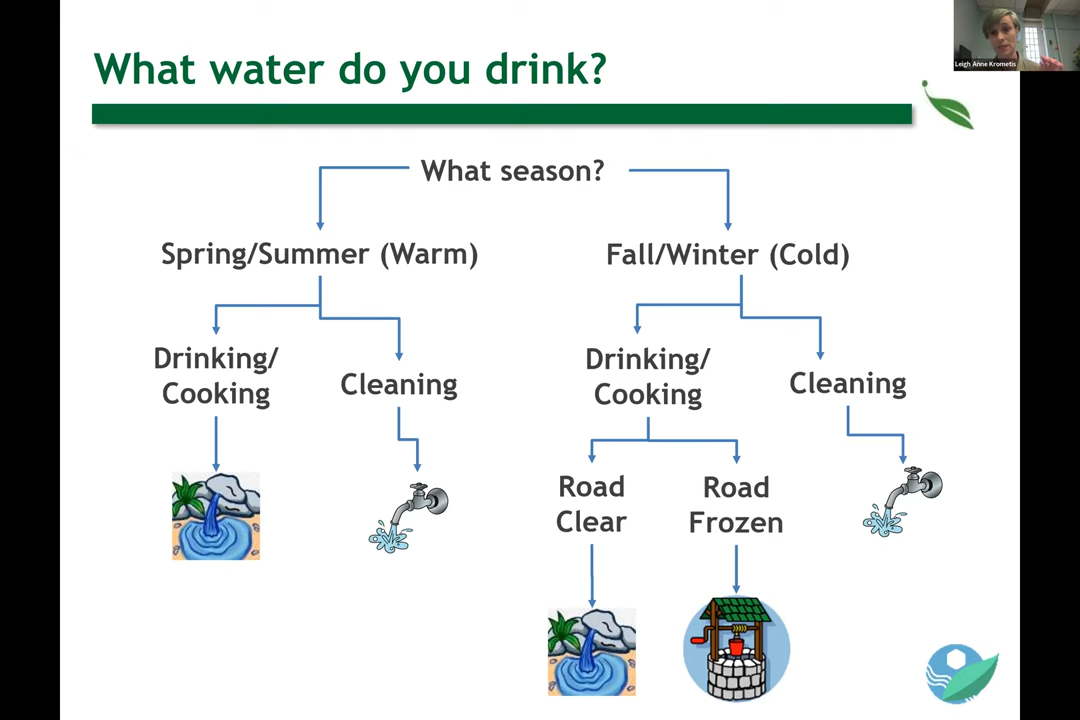 Leigh Anne Krometis
What water do you drink?
What season?
Spring/Summer (Warm)
Fall/Winter (Cold)
Drinking/
Cooking
Cleaning
Drinking/
Cooking
Cleaning
Road
Clear
Road
Frozen